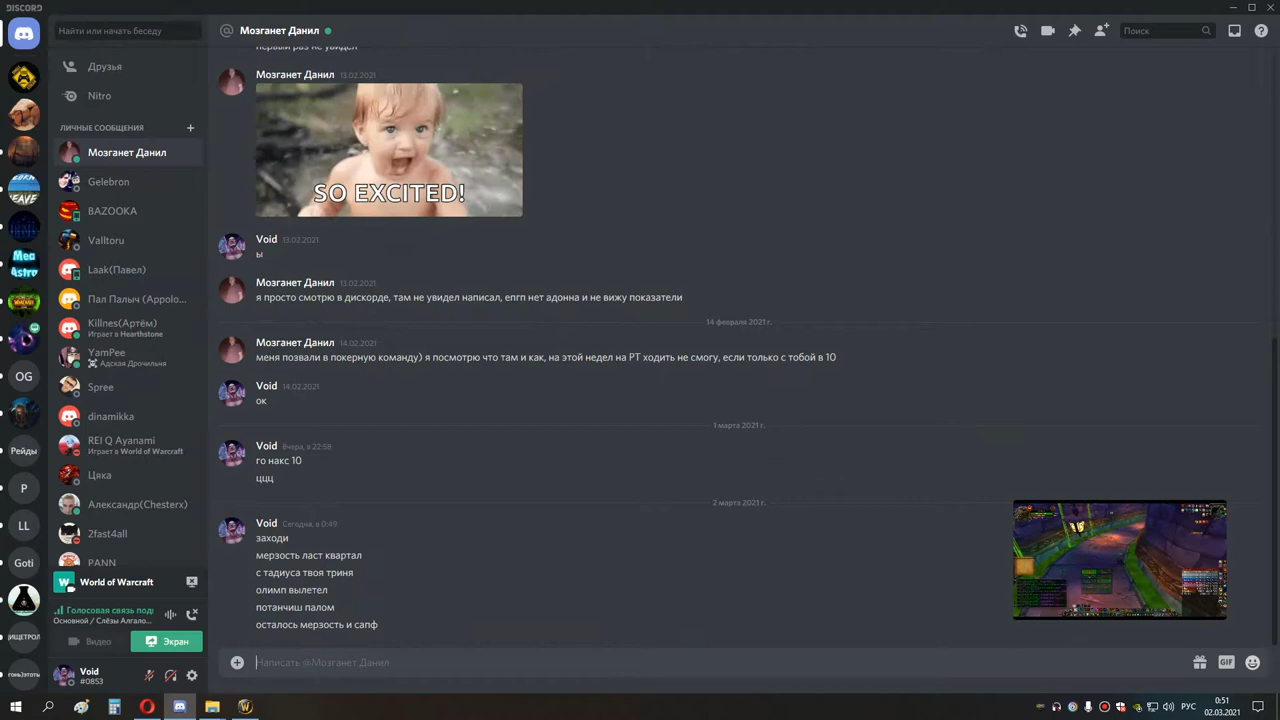 DISCORD
Найти или начать беседу
Друзья
Nitro
ЛИЧНЫЕ СООБЩЕНИЯ
Мозганет Данил
Gelebron
BAZOOKA
Valltoru
Laak(Павел)
Пал Палыч (Appolo...
Killnes(Артём)
Играет в Hearthstone
YamPee
Адская Дрочильня
Spree
dinamikka
REI Q Ayanami
Играет в World of Warcraft
Цяка
Александр(Chesterx)
2fast4all
PANN
World of Warcraft
Голосовая связь под
Основной / Слёзы Алгало...
Видео
Экран
Void
#0853
OG
Рейды
P
LL
Goti
Mea
Astro
Мозганет Данил
Поиск
первый раз не увидел
Мозганет Данил 13.02.2021
SO EXCITED!
Void 13.02.2021
ы
Мозганет Данил 13.02.2021
я просто смотрю в дискорде, там не увидел написал, епгп нет адонна и не вижу показатели
14 февраля 2021 г.
Мозганет Данил 14.02.2021
меня позвали в покерную команду) я посмотрю что там и как, на этой недел на РТ ходить не смогу, если только с тобой в 10
Void 14.02.2021
ок
1 марта 2021 г.
Void Вчера, в 22:58
го накс 10
ццц
2 марта 2021 г.
Void Сегодня, в 0:49
заходи
мерзость ласт квартал
с тадиуса твоя триня
олимп вылетел
потанчиш палом
осталось мерзость и сапф
Написать @Мозганет Данил
GIF
РУС
0:51
02.03.2021